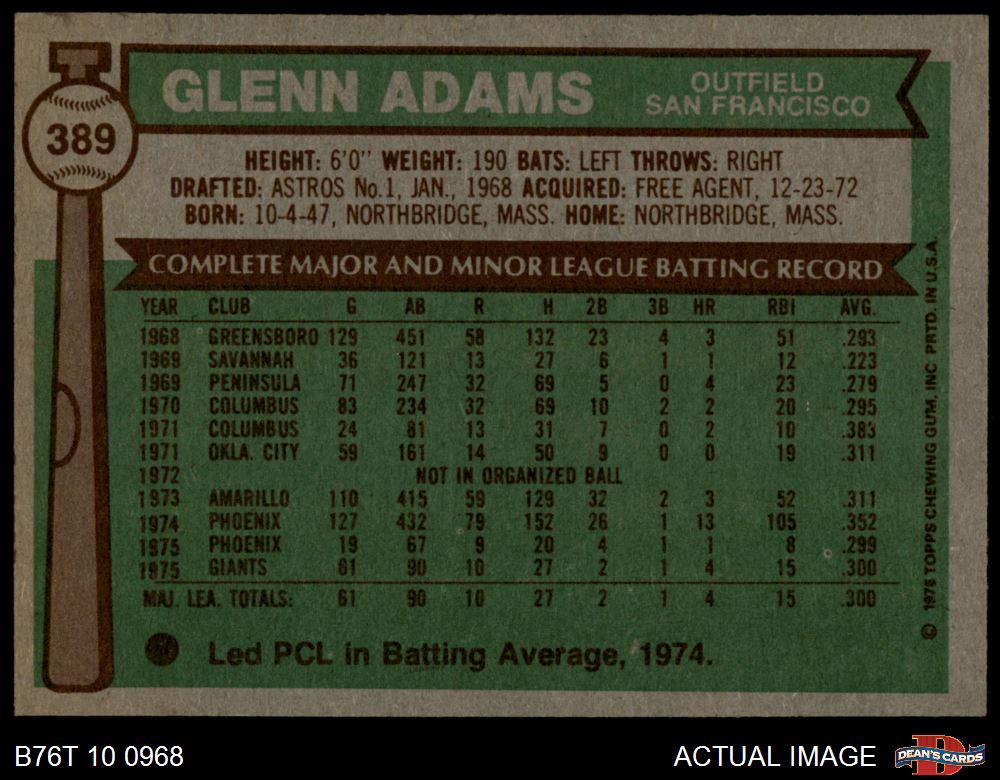 389
GLENN ADAMS
OUTFIELD
SAN FRANCISCO
HEIGHT: 6'0" WEIGHT: 190 BATS: LEFT THROWS: RIGHT
DRAFTED: ASTROS No.1, JAN., 1968 ACQUIRED: FREE AGENT, 12-23-72
BORN: 10-4-47, NORTHBRIDGE, MASS. HOME: NORTHBRIDGE, MASS.
COMPLETE MAJOR AND MINOR LEAGUE BATTING RECORD
YEAR CLUB G AB R H 2B 3B HR RBI AVG.
1968 GREENSBORO 129 451 58 132 23 4 3 51 .293
1969 SAVANNAH 36 121 13 27 6 1 1 12 .223
1969 PENINSULA 71 247 32 69 5 0 4 23 .279
1970 COLUMBUS 83 234 32 69 10 2 2 20 .295
1971 COLUMBUS 24 81 13 31 7 0 2 10 .383
1971 OKLA. CITY 59 161 14 50 9 0 0 19 .311
1972 NOT IN ORGANIZED BALL
1973 AMARILLO 110 415 59 129 32 2 3 52 .311
1974 PHOENIX 127 432 79 152 26 1 13 105 .352
1975 PHOENIX 19 67 9 20 4 1 1 8 .299
1975 GIANTS 61 90 10 27 2 1 4 15 .300
MAJ. LEA. TOTALS: 61 90 10 27 2 1 4 15 .300
Led PCL in Batting Average, 1974.
© 1976 TOPPS CHEWING GUM, INC PRTD. IN U.S.A.
B76T 10 0968
ACTUAL IMAGE
DEAN'S CARDS